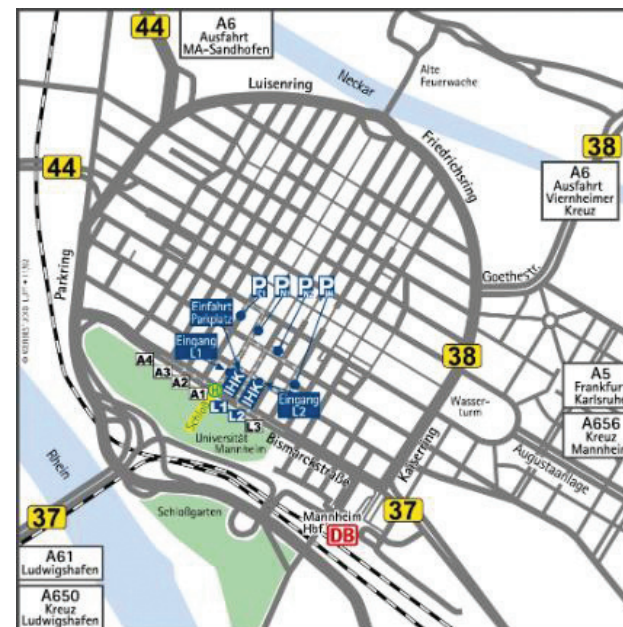 44
A6
Ausfahrt
MA-Sandhofen
Neckar
Alte
Feuerwache
Luisenring
Friedrichsring
38
A6
Ausfahrt
Viernheimer
Kreuz
44
Parkring
Goethestr.
P P P P
Einfahrt
Parkplatz
Eingang
L1
38
A4
A3
A2
A1
H
Schloss
IHK
IHK
Eingang
L2
L1
L2
L3
Universität
Mannheim
Bismarckstraße
Kaiserring
Wasser-
turm
Augustaanlage
A5
Frankfurt
Karlsruhe
A656
Kreuz
Mannheim
Rhein
37
Schloßgarten
Mannheim
Hbf.
DB
37
A61
Ludwigshafen
A650
Kreuz
Ludwigshafen